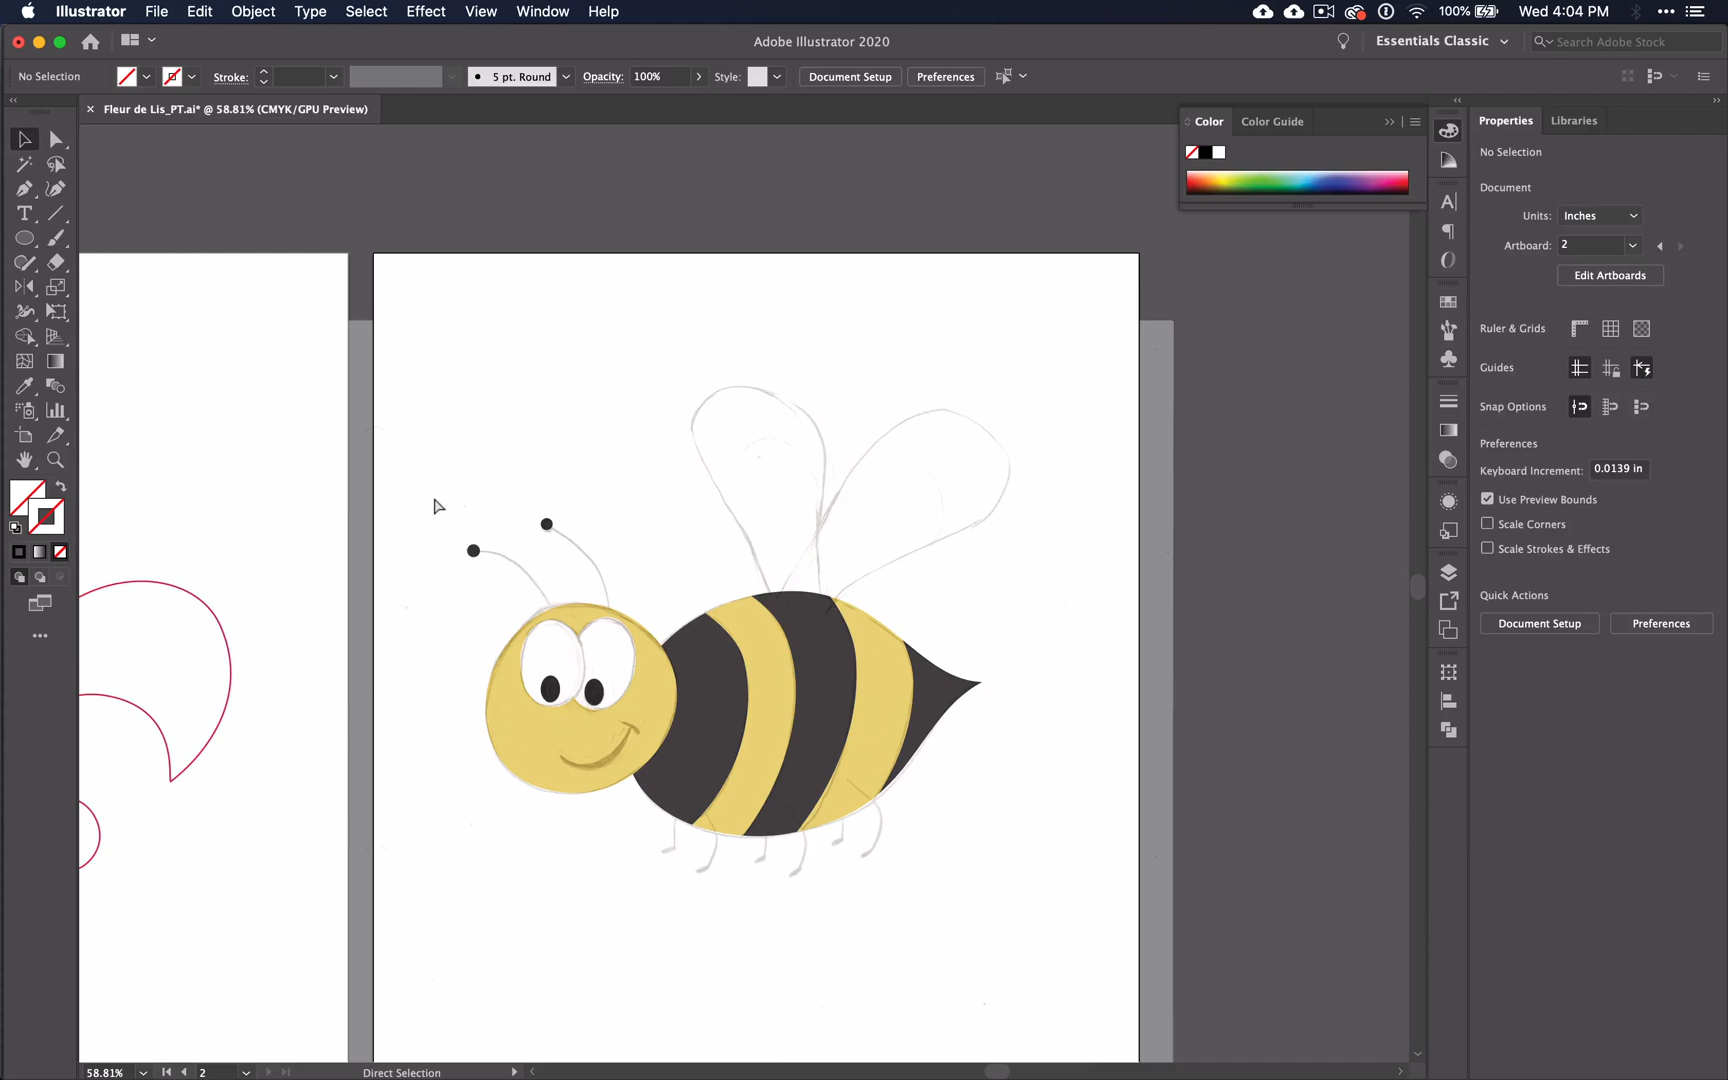 Illustrator File Edit Object Type Select Effect View Window Help 100% Wed 4:04 PM
Adobe Illustrator 2020 Essentials Classic Search Adobe Stock
No Selection Stroke: 5 pt. Round Opacity: 100% Style: Document Setup Preferences
Fleur de Lis_PT.ai* @ 58.81% (CMYK/GPU Preview)
Color Color Guide
Properties Libraries
No Selection
Document
Units: Inches
Artboard: 2
Edit Artboards
Ruler & Grids
Guides
Snap Options
Preferences
Keyboard Increment: 0.0139 in
Use Preview Bounds
Scale Corners
Scale Strokes & Effects
Quick Actions
Document Setup Preferences
58.81% 2 Direct Selection